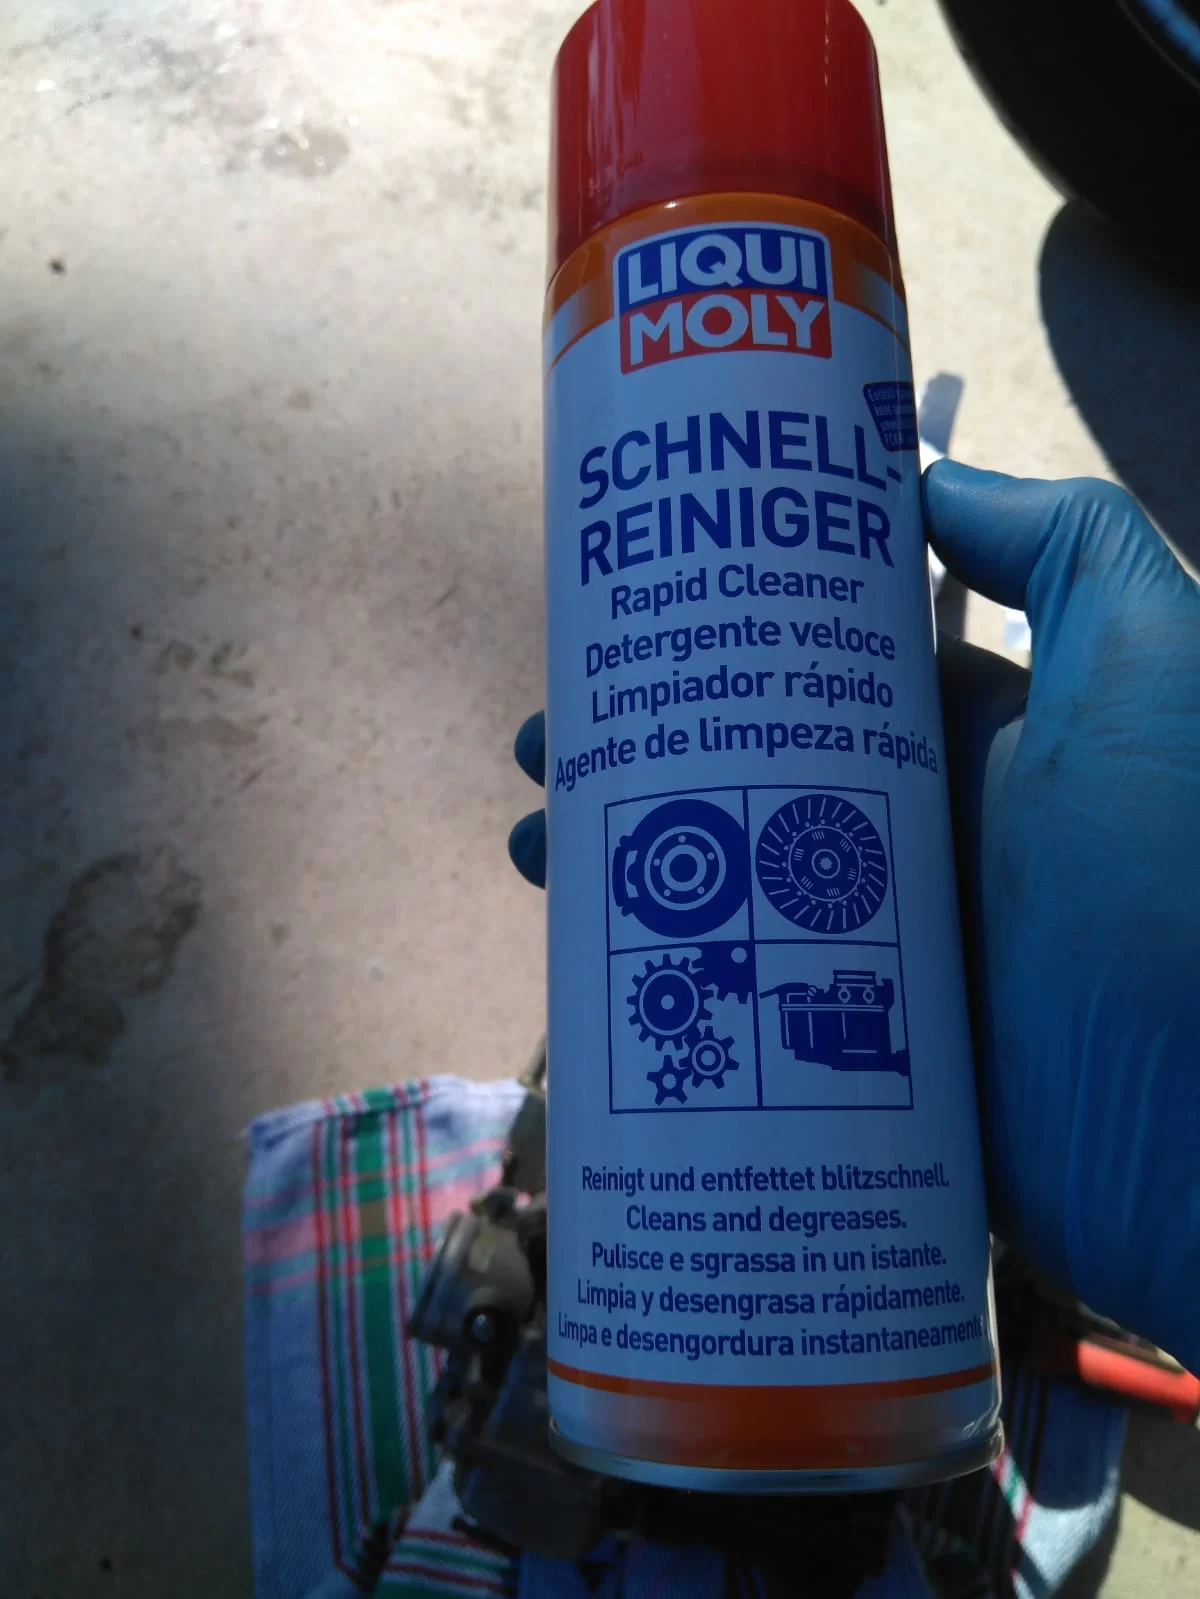 LIQUI
MOLY
SCHNELL-
REINIGER
Rapid Cleaner
Detergente veloce
Limpiador rápido
Agente de limpeza rápida
Reinigt und entfettet blitzschnell.
Cleans and degreases.
Pulisce e sgrassa in un istante.
Limpia y desengrasa rápidamente.
Limpa e desengordura